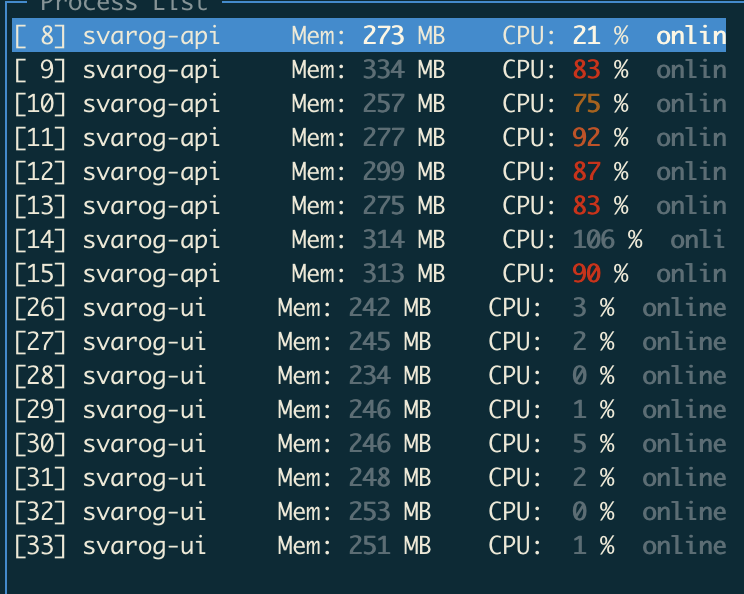 Process List
[ 8] svarog-api Mem: 273 MB CPU: 21 % onlin
[ 9] svarog-api Mem: 334 MB CPU: 83 % onlin
[10] svarog-api Mem: 257 MB CPU: 75 % onlin
[11] svarog-api Mem: 277 MB CPU: 92 % onlin
[12] svarog-api Mem: 299 MB CPU: 87 % onlin
[13] svarog-api Mem: 275 MB CPU: 83 % onlin
[14] svarog-api Mem: 314 MB CPU: 106 % onli
[15] svarog-api Mem: 313 MB CPU: 90 % onlin
[26] svarog-ui Mem: 242 MB CPU: 3 % online
[27] svarog-ui Mem: 245 MB CPU: 2 % online
[28] svarog-ui Mem: 234 MB CPU: 0 % online
[29] svarog-ui Mem: 246 MB CPU: 1 % online
[30] svarog-ui Mem: 246 MB CPU: 5 % online
[31] svarog-ui Mem: 248 MB CPU: 2 % online
[32] svarog-ui Mem: 253 MB CPU: 0 % online
[33] svarog-ui Mem: 251 MB CPU: 1 % online